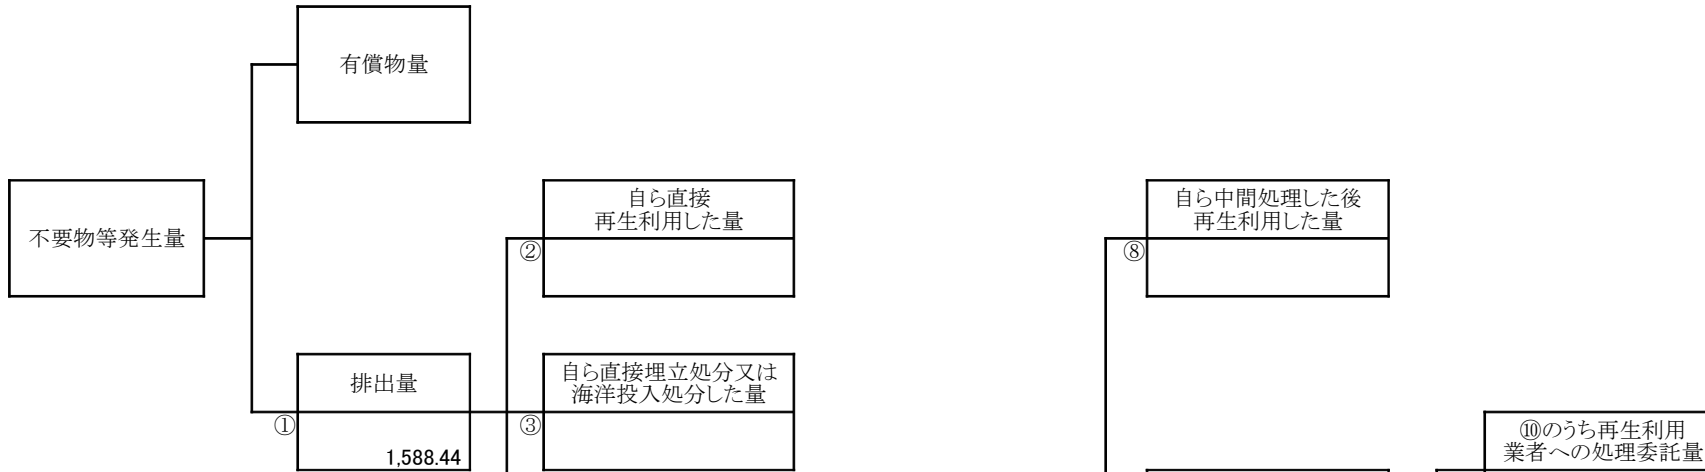 有償物量
不要物等発生量
自ら直接
再生利用した量
②
自ら中間処理した後
再生利用した量
⑧
排出量
①
1,588.44
自ら直接埋立処分又は
海洋投入処分した量
③
⑩のうち再生利用
業者への処理委託量